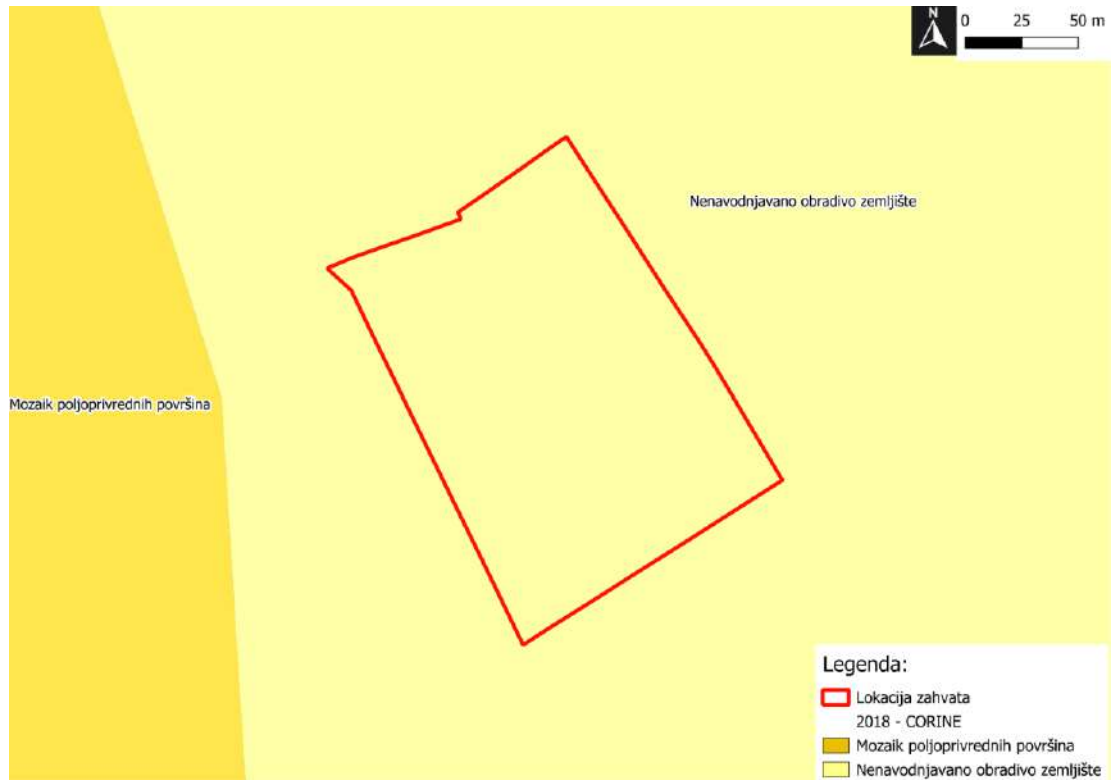 N
0 25 50 m
Nenavodnjavano obradivo zemljište
Mozaik poljoprivrednih površina
Legenda:
Lokacija zahvata
2018 - CORINE
Mozaik poljoprivrednih površina
Nenavodnjavano obradivo zemljište